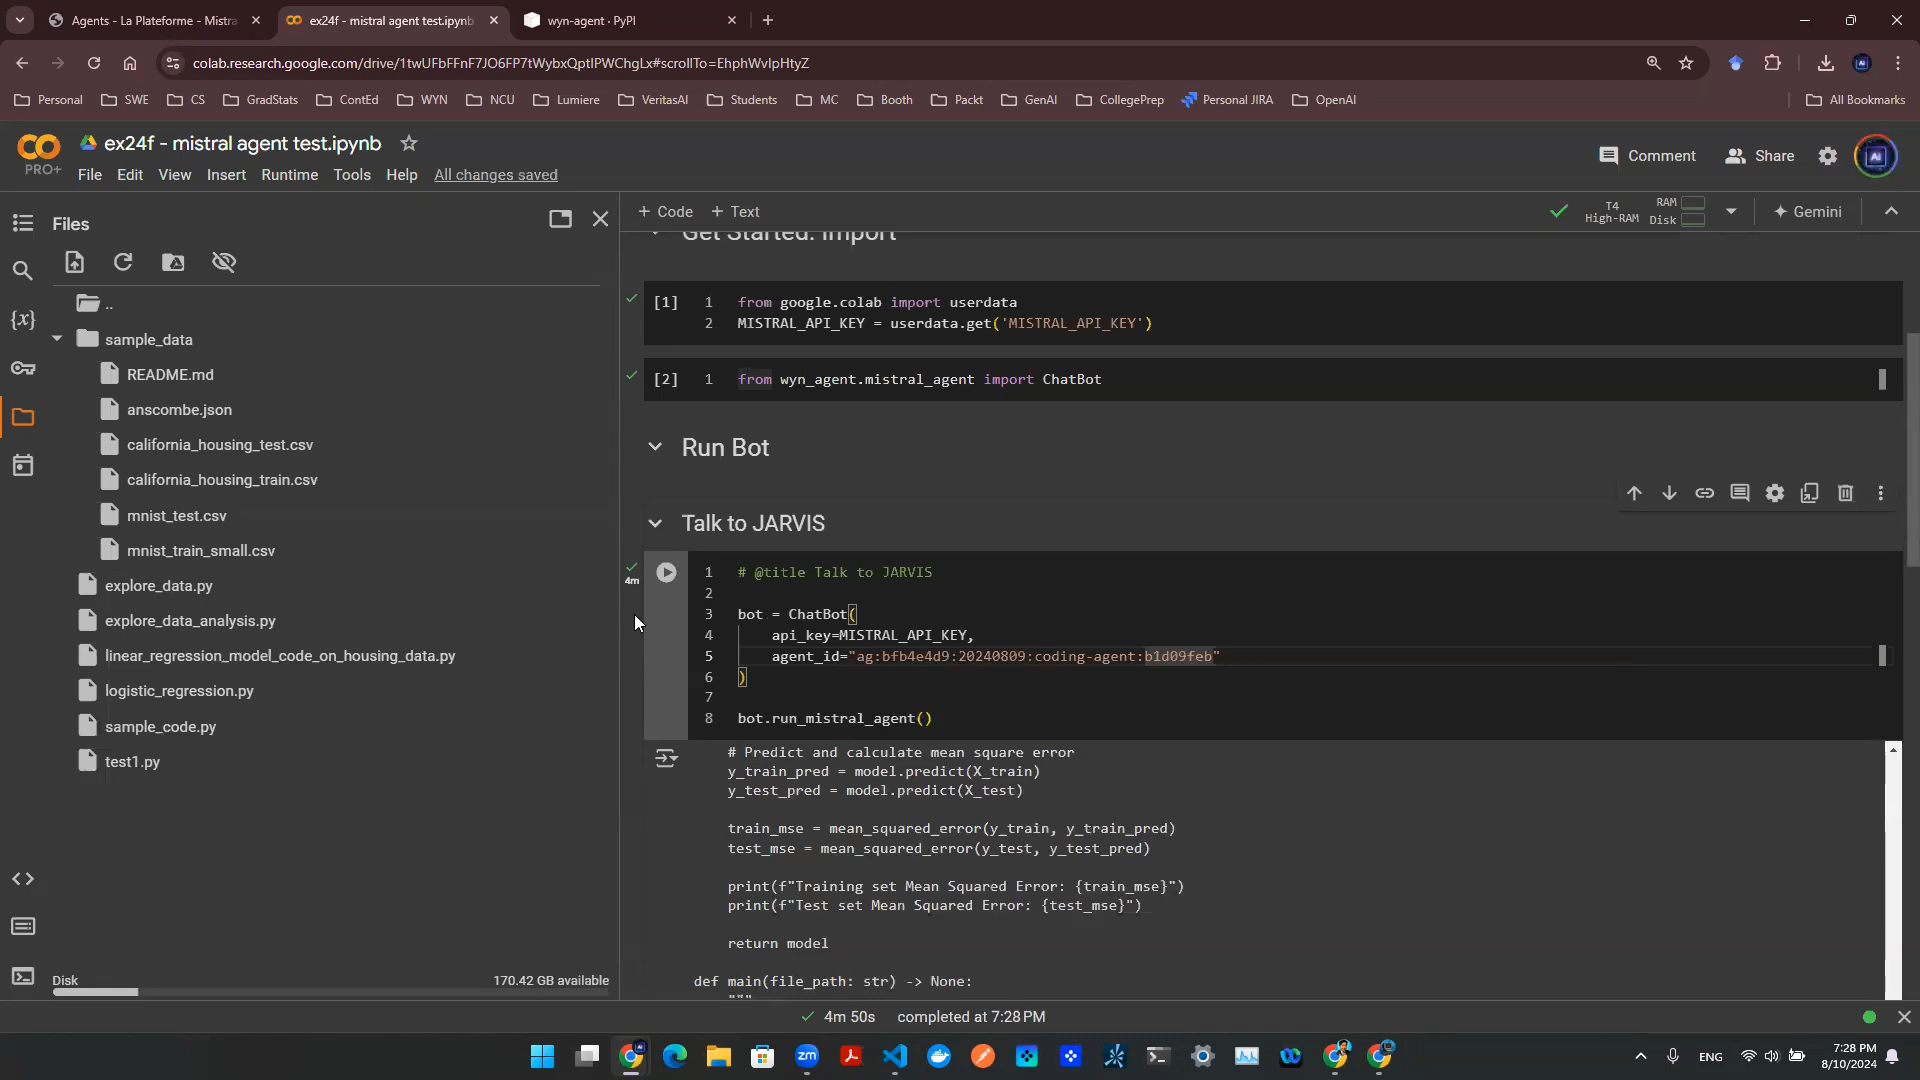 Agents - La Plateforme - Mistra
ex24f - mistral agent test.ipynb
wyn-agent · PyPI
colab.research.google.com/drive/1twUFbFFnF7JO6FP7tWybxQptIPWChgLx#scrollTo=EhphWvIpHtyZ
Personal
SWE
CS
GradStats
ContEd
WYN
NCU
Lumiere
VeritasAI
Students
MC
Booth
Packt
GenAI
CollegePrep
Personal JIRA
OpenAI
All Bookmarks
PRO+
ex24f - mistral agent test.ipynb
Comment
Share
File Edit View Insert Runtime Tools Help All changes saved
Files
+ Code + Text
T4
High-RAM
RAM
Disk
Gemini
..
sample_data
README.md
anscombe.json
california_housing_test.csv
california_housing_train.csv
mnist_test.csv
mnist_train_small.csv
explore_data.py
explore_data_analysis.py
linear_regression_model_code_on_housing_data.py
logistic_regression.py
sample_code.py
test1.py
Disk
170.42 GB available
Get Started: Import
[1] 1 from google.colab import userdata
2 MISTRAL_API_KEY = userdata.get('MISTRAL_API_KEY')
[2] 1 from wyn_agent.mistral_agent import ChatBot
Run Bot
Talk to JARVIS
4m
1 # @title Talk to JARVIS
2
3 bot = ChatBot(
4 api_key=MISTRAL_API_KEY,
5 agent_id="ag:bfb4e4d9:20240809:coding-agent:b1d09feb"
6 )
7
8 bot.run_mistral_agent()
# Predict and calculate mean square error
y_train_pred = model.predict(X_train)
y_test_pred = model.predict(X_test)
train_mse = mean_squared_error(y_train, y_train_pred)
test_mse = mean_squared_error(y_test, y_test_pred)
print(f"Training set Mean Squared Error: {train_mse}")
print(f"Test set Mean Squared Error: {test_mse}")
return model
def main(file_path: str) -> None:
"""
4m 50s completed at 7:28 PM
ENG
7:28 PM
8/10/2024